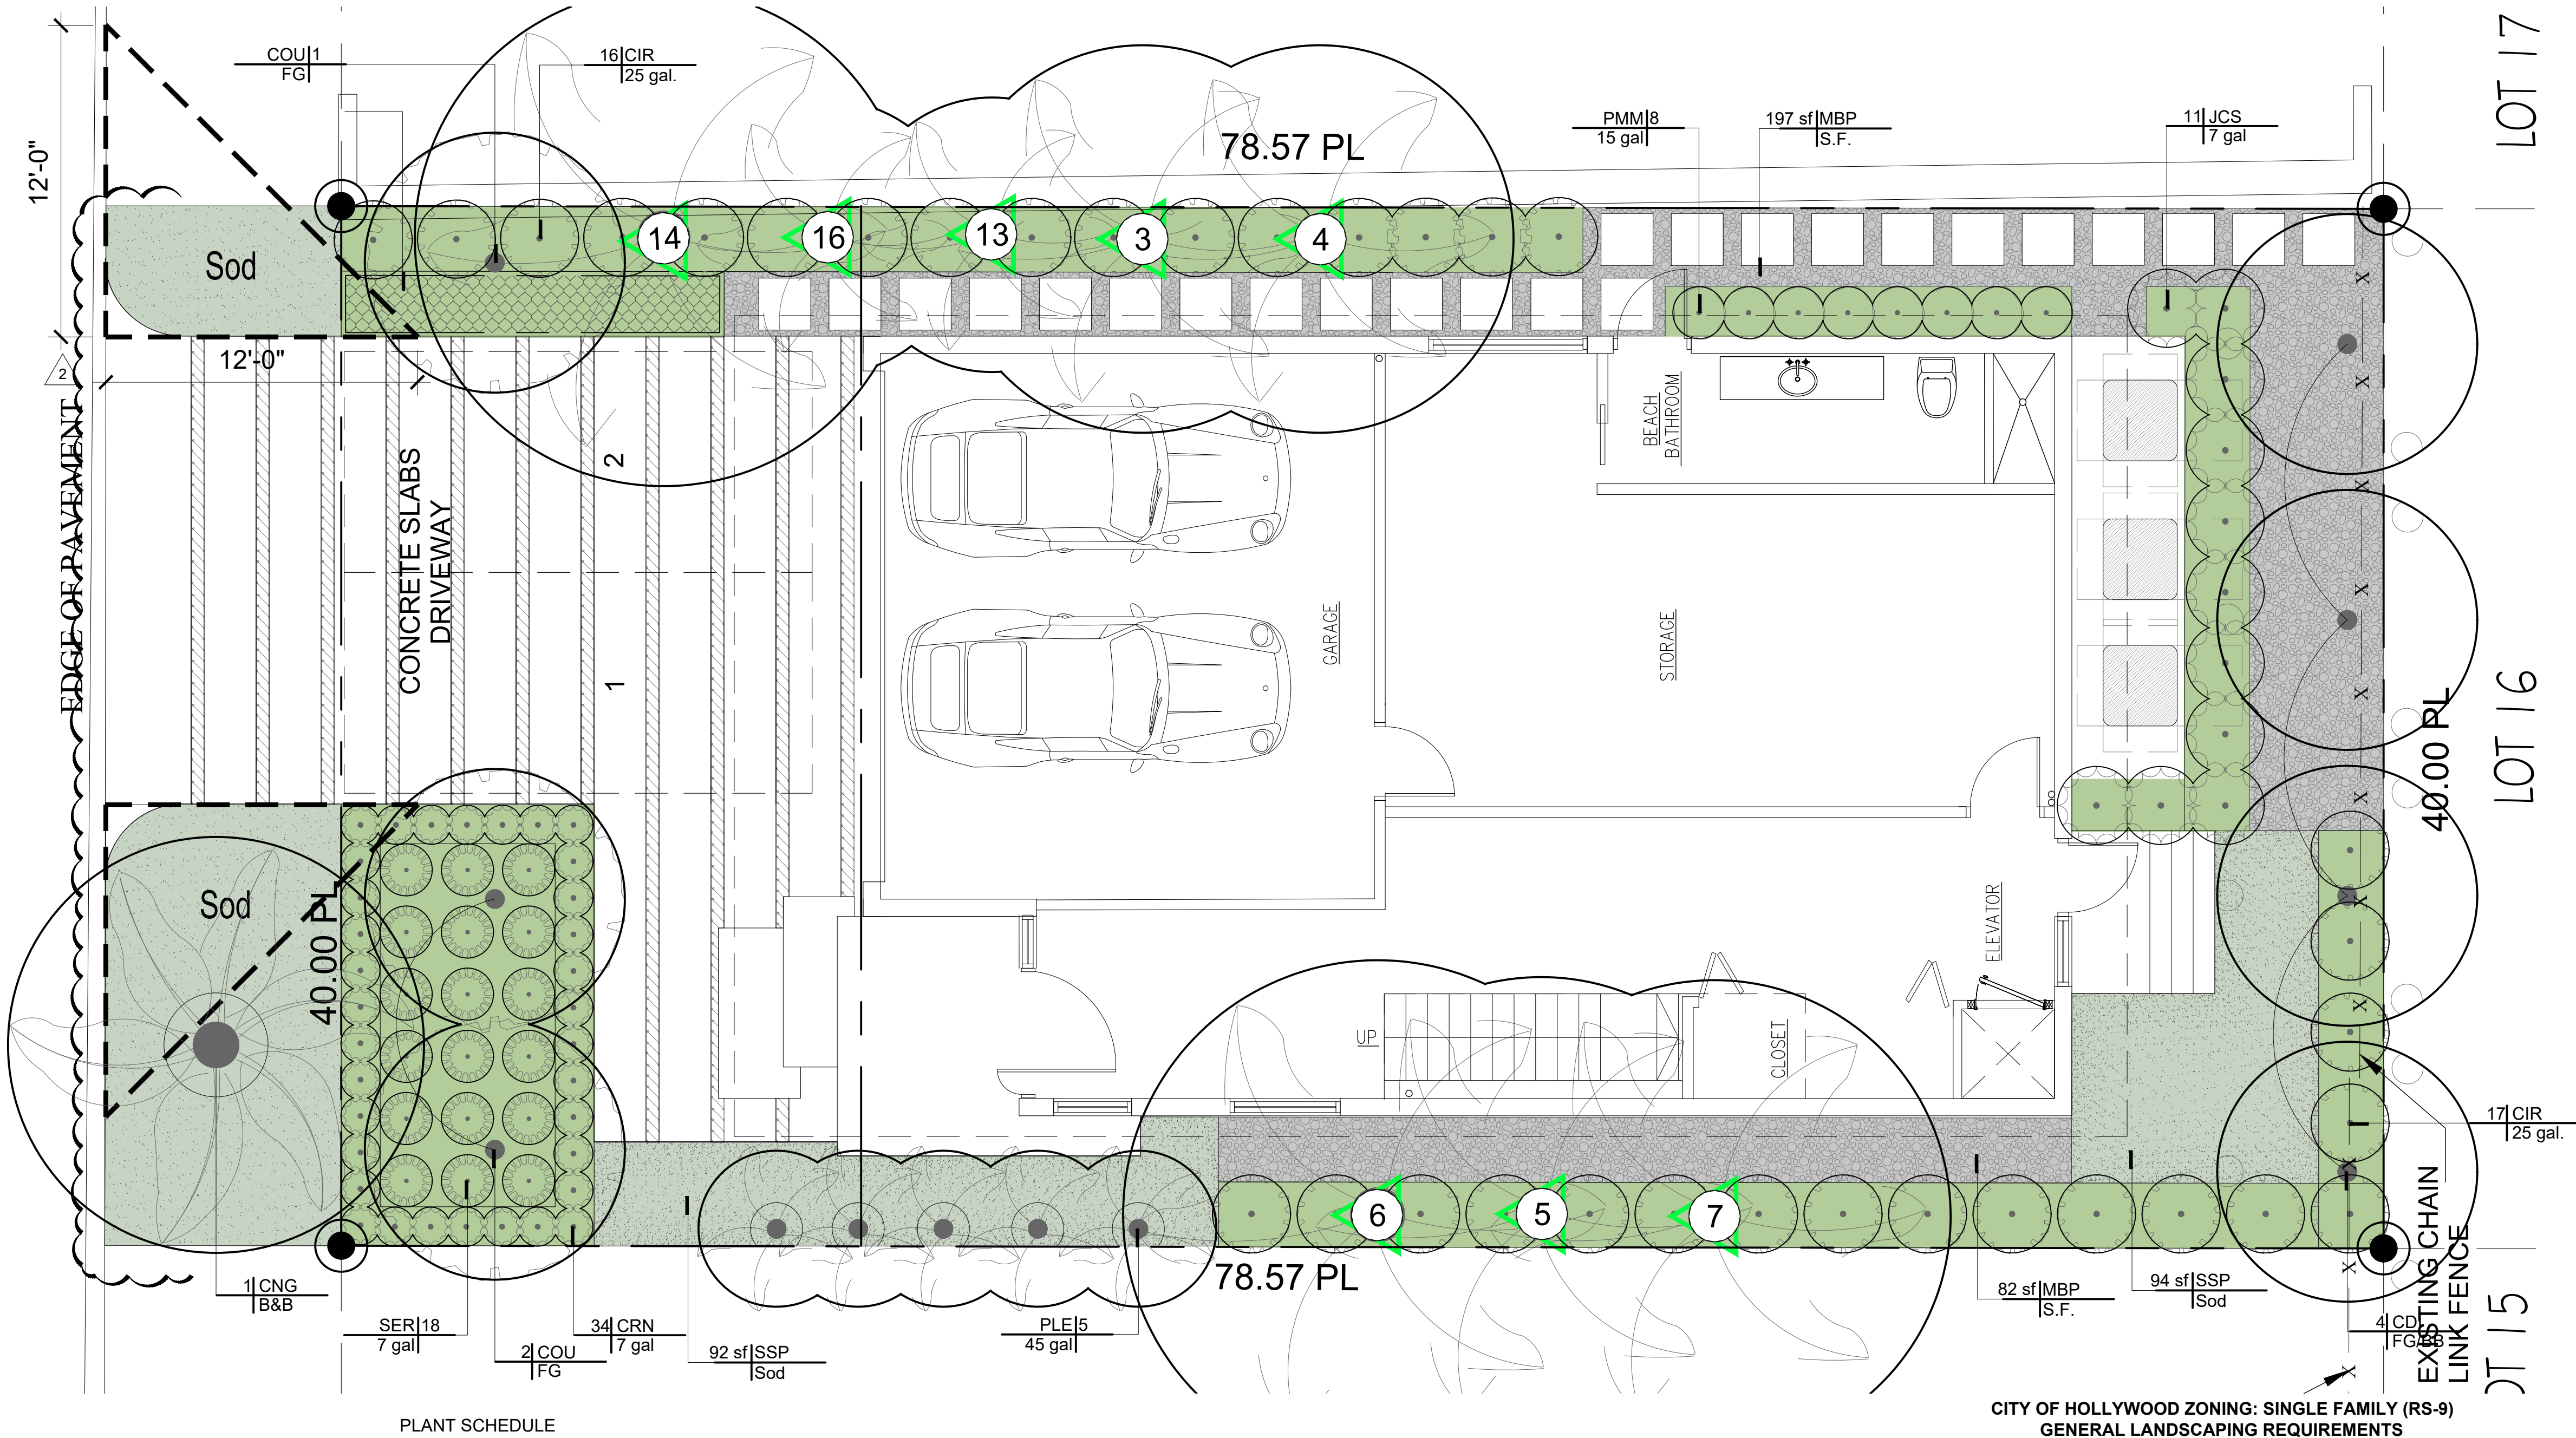 COU 1
FG
16 CIR
25 gal.
78.57 PL
PMM 8
15 gal
197 sf MBP
S.F.
11 JCS
7 gal
LOT 17
12'-0"
Sod
14
16
13
3
4
12'-0"
2
EDGE OF PAVEMENT
CONCRETE SLABS
DRIVEWAY
2
1
GARAGE
BEACH
BATHROOM
STORAGE
LOT 16
40.00 PL
Sod
40.00 PL
ELEVATOR
UP
CLOSET
17 CIR
25 gal.
6
5
7
78.57 PL
1 CNG
B&B
SER 18
7 gal
2 COU
FG
34 CRN
7 gal
92 sf SSP
Sod
PLE 5
45 gal
82 sf MBP
S.F.
94 sf SSP
Sod
4
EXISTING CHAIN
LINK FENCE
OT 15
PLANT SCHEDULE
CITY OF HOLLYWOOD ZONING: SINGLE FAMILY (RS-9)
GENERAL LANDSCAPING REQUIREMENTS